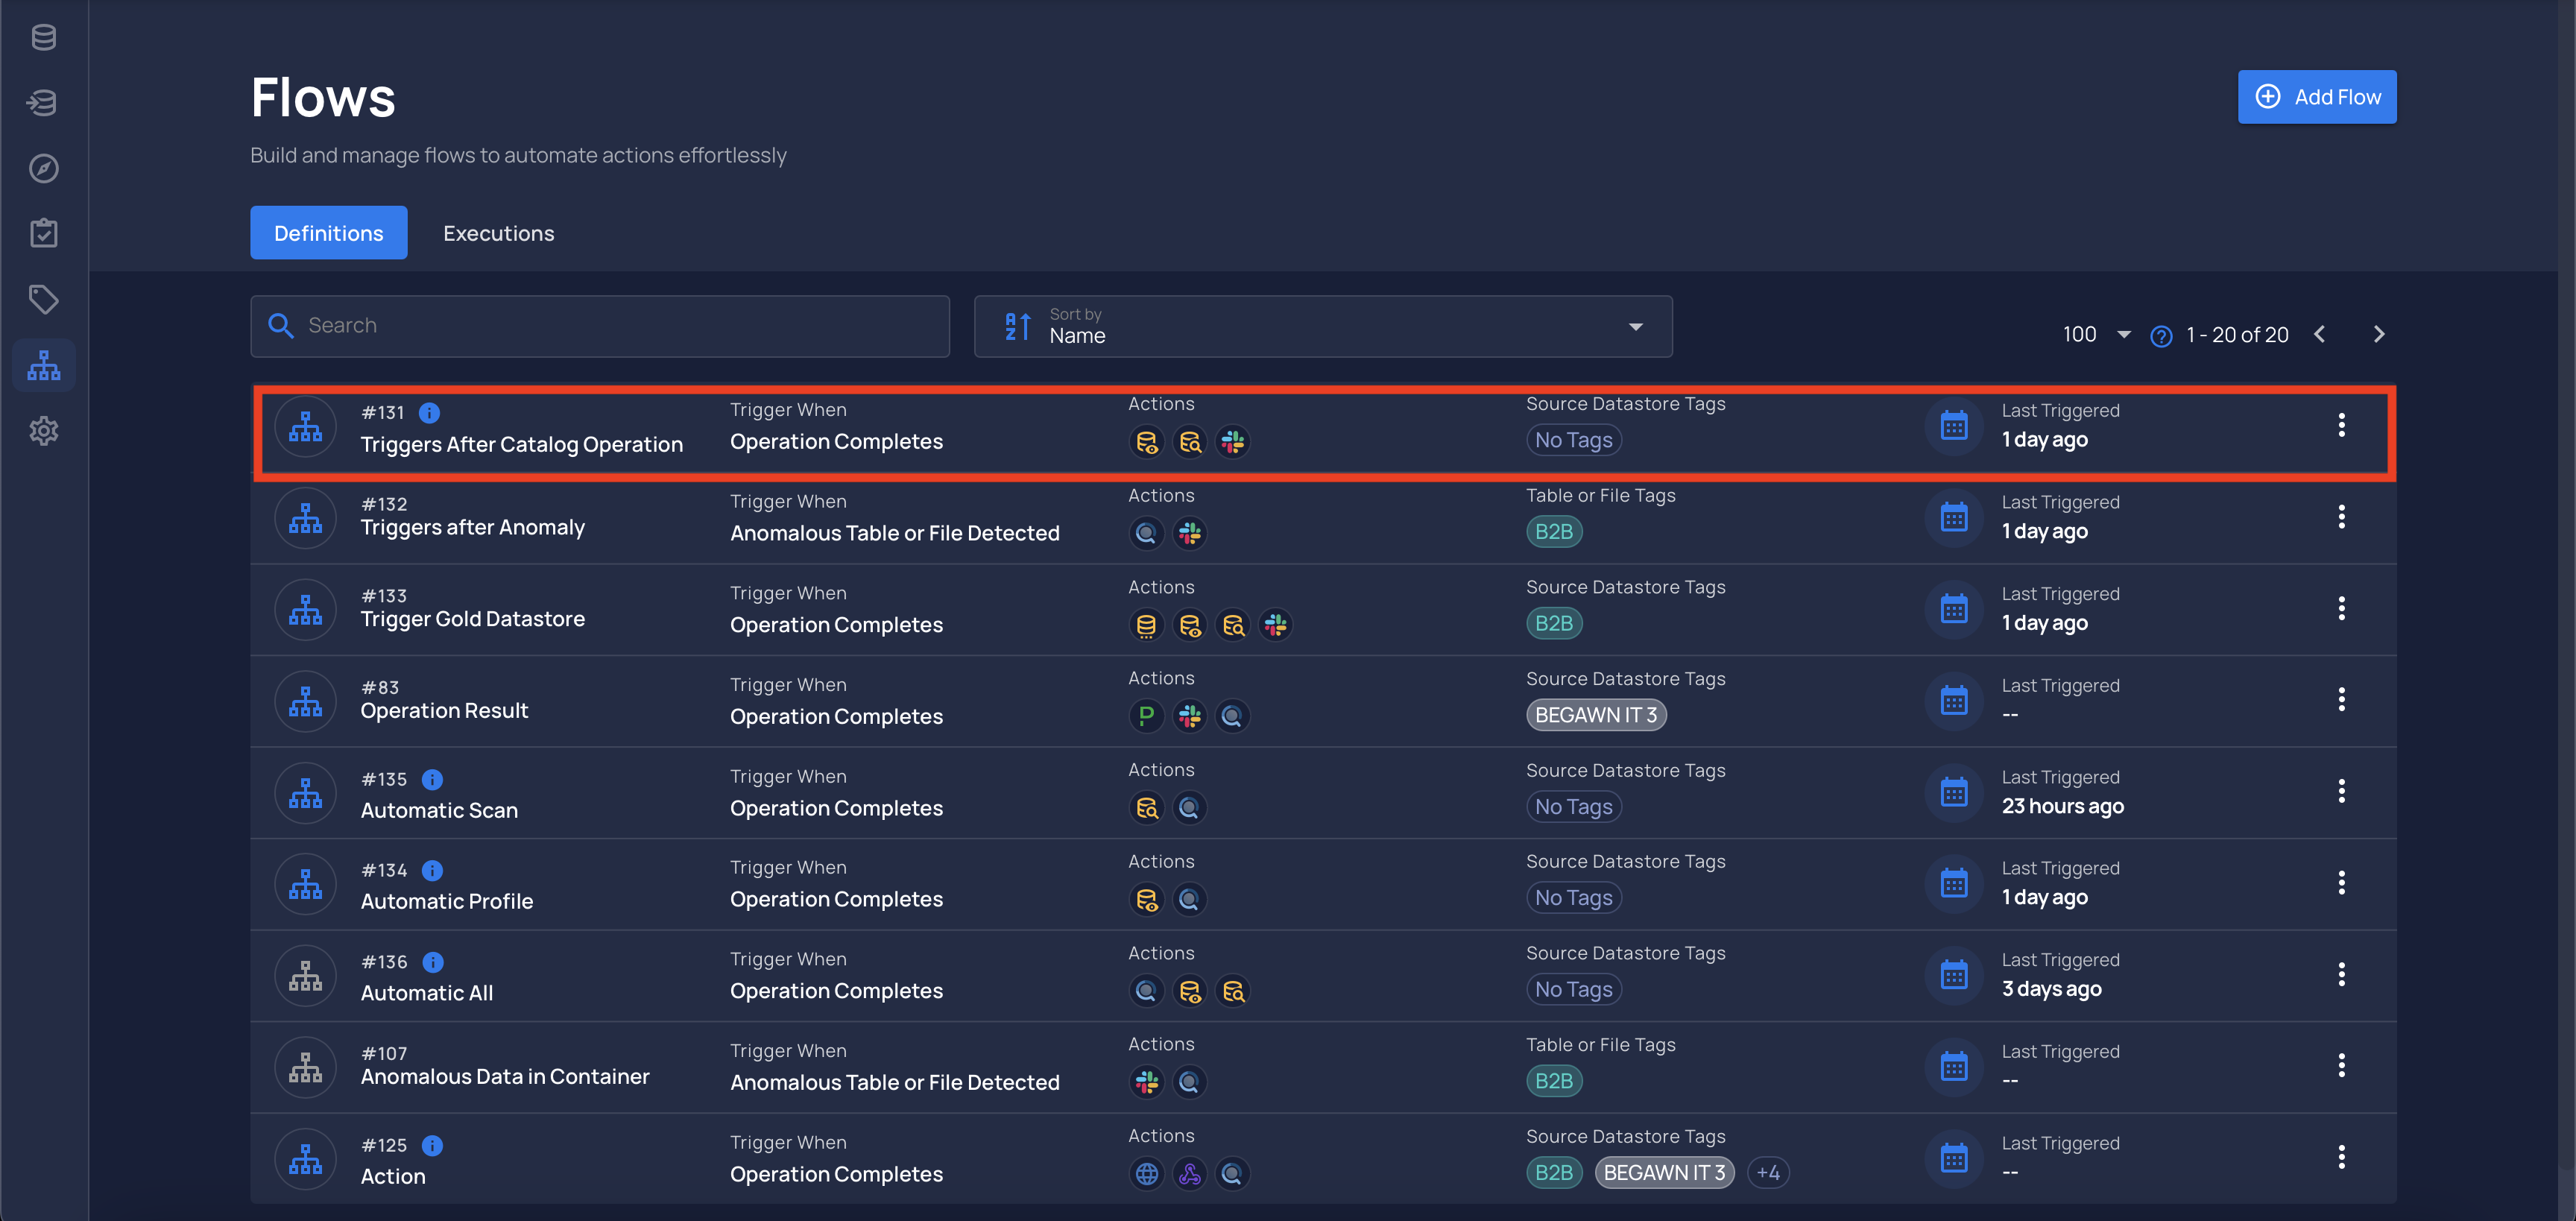 Flows
Add Flow
Build and manage flows to automate actions effortlessly
Definitions Executions
Search
Sort by
Name
100 1 - 20 of 20
#131
Triggers After Catalog Operation
Trigger When
Operation Completes
Actions
Source Datastore Tags
No Tags
Last Triggered
1 day ago
#132
Triggers after Anomaly
Trigger When
Anomalous Table or File Detected
Actions
Table or File Tags
B2B
Last Triggered
1 day ago
#133
Trigger Gold Datastore
Trigger When
Operation Completes
Actions
Source Datastore Tags
B2B
Last Triggered
1 day ago
#83
Operation Result
Trigger When
Operation Completes
Actions
Source Datastore Tags
BEGAWN IT 3
Last Triggered
--
#135
Automatic Scan
Trigger When
Operation Completes
Actions
Source Datastore Tags
No Tags
Last Triggered
23 hours ago
#134
Automatic Profile
Trigger When
Operation Completes
Actions
Source Datastore Tags
No Tags
Last Triggered
1 day ago
#136
Automatic All
Trigger When
Operation Completes
Actions
Source Datastore Tags
No Tags
Last Triggered
3 days ago
#107
Anomalous Data in Container
Trigger When
Anomalous Table or File Detected
Actions
Table or File Tags
B2B
Last Triggered
--
#125
Action
Trigger When
Operation Completes
Actions
Source Datastore Tags
B2B BEGAWN IT 3 +4
Last Triggered
--